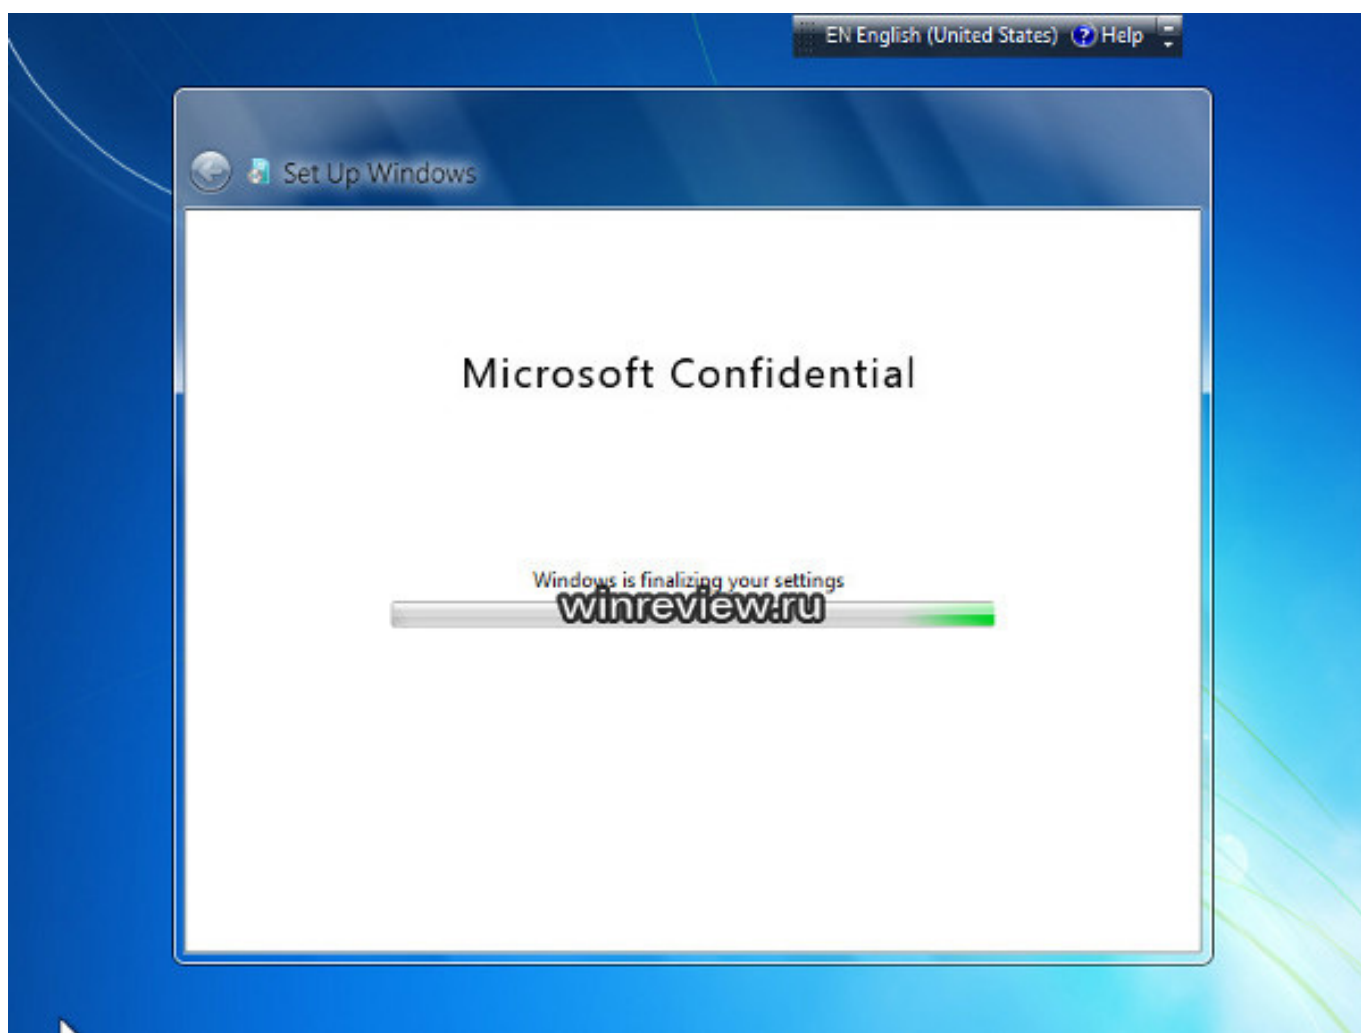 EN English (United States) ? Help
Set Up Windows
Microsoft Confidential
Windows is finalizing your settings
winreview.ru